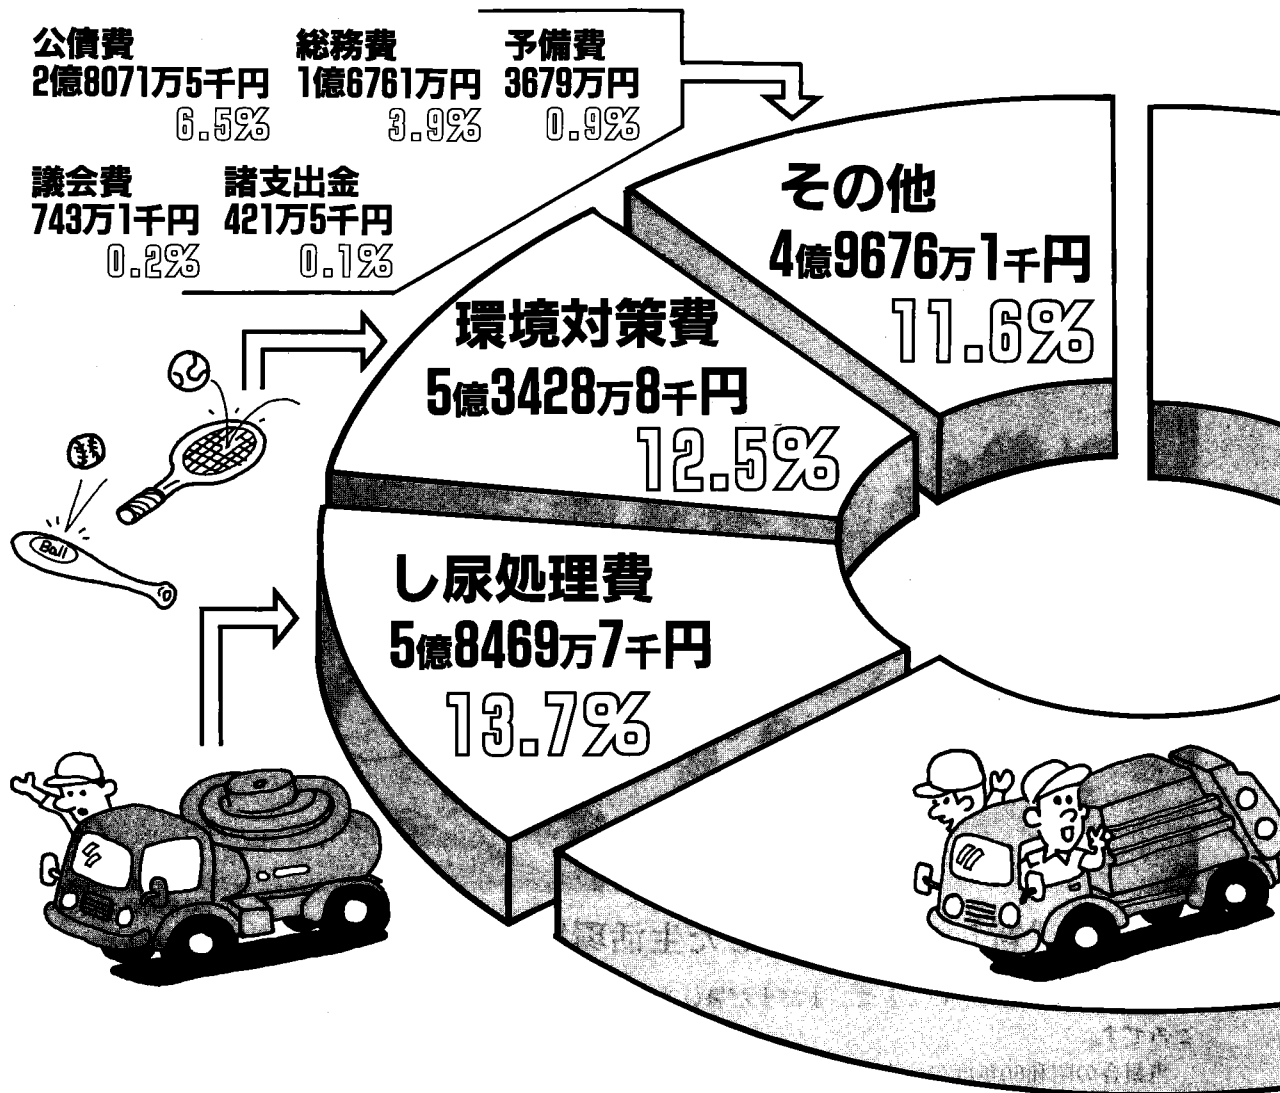 公債費
2億8071万5千円
6.5%
総務費
1億6761万円
3.9%
予備費
3679万円
0.9%
議会費
743万1千円
0.2%
諸支出金
421万5千円
0.1%
その他
4億9676万1千円
11.6%
環境対策費
5億3428万8千円
12.5%
し尿処理費
5億8469万7千円
13.7%
Ball